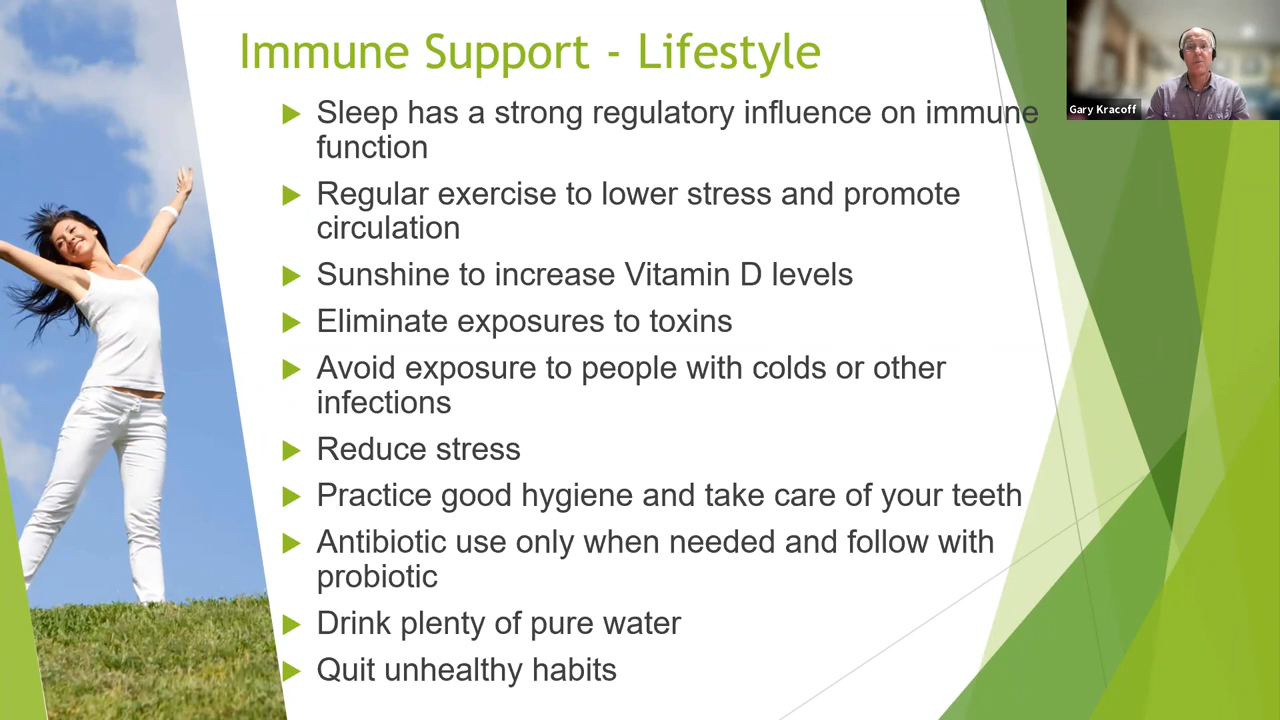 Immune Support - Lifestyle
Gary Kracoff
Sleep has a strong regulatory influence on immune
function
Regular exercise to lower stress and promote
circulation
Sunshine to increase Vitamin D levels
Eliminate exposures to toxins
Avoid exposure to people with colds or other
infections
Reduce stress
Practice good hygiene and take care of your teeth
Antibiotic use only when needed and follow with
probiotic
Drink plenty of pure water
Quit unhealthy habits